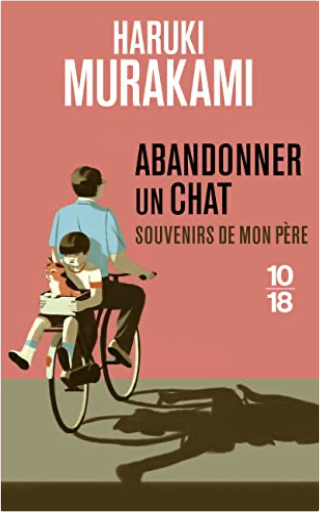 HARUKI
MURAKAMI
ABANDONNER
UN CHAT
SOUVENIRS DE MON PÈRE
10
18